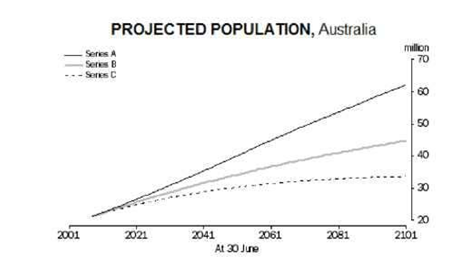 PROJECTED POPULATION, Australia
million
Series A
Series B
Series C
70
60
50
40
30
20
2001 2021 2041 2061 2081 2101
At 30 June